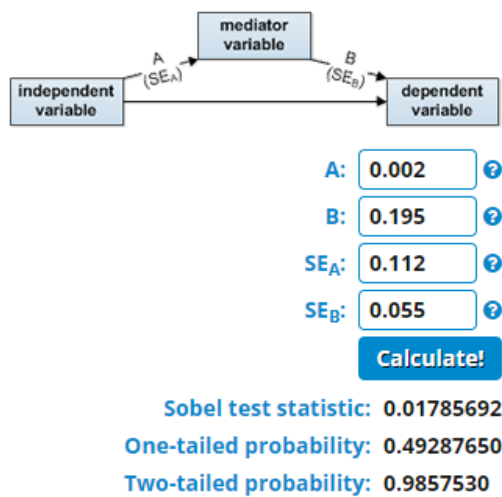 mediator
variable
A
(SEA)
B
(SEB)
independent
variable
dependent
variable
A: 0.002 ?
B: 0.195 ?
SEA: 0.112 ?
SEB: 0.055 ?
Calculate!
Sobel test statistic: 0.01785692
One-tailed probability: 0.49287650
Two-tailed probability: 0.9857530